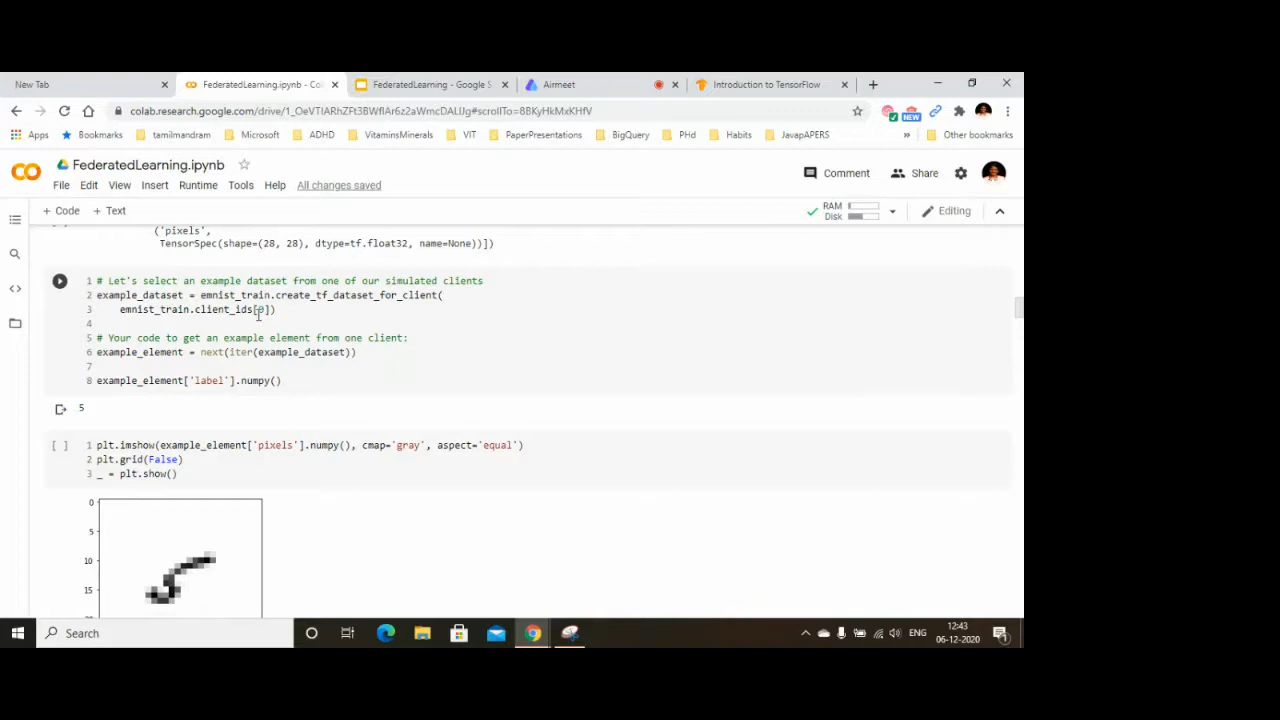 New Tab
FederatedLearning.ipynb - Co
FederatedLearning - Google S
Airmeet
Introduction to TensorFlow
colab.research.google.com/drive/1_OeVTIARhZFt3BWflAr6z2aWmcDALUg#scrollTo=8BKyHkMxKHfV
NEW
Apps
Bookmarks
tamilmandram
Microsoft
ADHD
VitaminsMinerals
VIT
PaperPresentations
BigQuery
PHd
Habits
JavapAPERS
»
Other bookmarks
CO
FederatedLearning.ipynb
Comment
Share
File Edit View Insert Runtime Tools Help All changes saved
+ Code + Text
RAM
Disk
Editing
('pixels',
TensorSpec(shape=(28, 28), dtype=tf.float32, name=None))])
1 # Let's select an example dataset from one of our simulated clients
2 example_dataset = emnist_train.create_tf_dataset_for_client(
3 emnist_train.client_ids[0])
4
5 # Your code to get an example element from one client:
6 example_element = next(iter(example_dataset))
7
8 example_element['label'].numpy()
5
[ ] 1 plt.imshow(example_element['pixels'].numpy(), cmap='gray', aspect='equal')
2 plt.grid(False)
3 _ = plt.show()
0
5
10
15
Search
ENG
12:43
06-12-2020